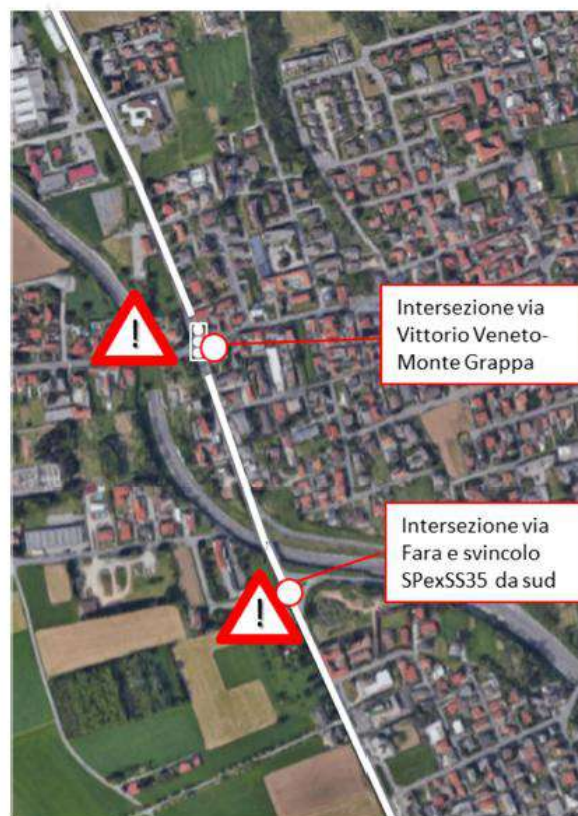 Intersezione via
Vittorio Veneto-
Monte Grappa
Intersezione via
Fara e svincolo
SPexSS35 da sud